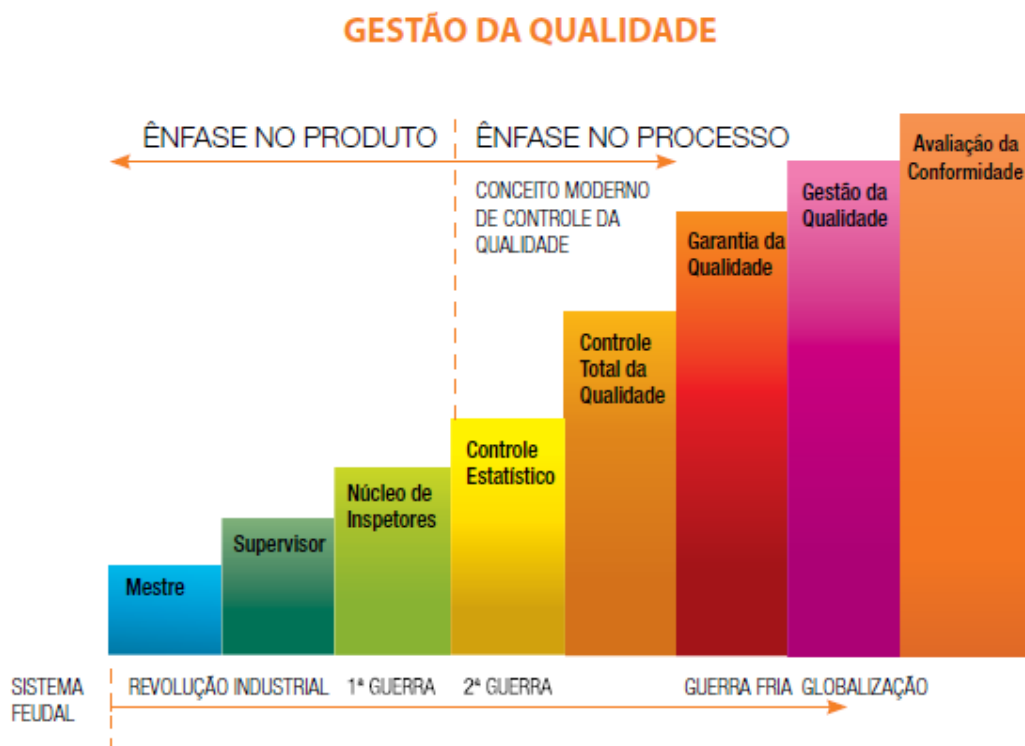 GESTÃO DA QUALIDADE
ÊNFASE NO PRODUTO
ÊNFASE NO PROCESSO
CONCEITO MODERNO
DE CONTROLE DA
QUALIDADE
Mestre
Supervisor
Núcleo de
Inspetores
Controle
Estatístico
Controle
Total da
Qualidade
Garantia da
Qualidade
Gestão da
Qualidade
Avaliação da
Conformidade
SISTEMA
FEUDAL
REVOLUÇÃO INDUSTRIAL
1ª GUERRA
2ª GUERRA
GUERRA FRIA
GLOBALIZAÇÃO